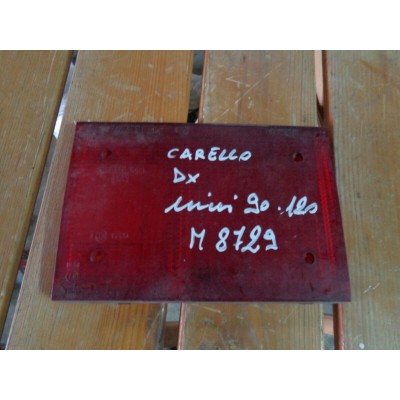 CARELLO
DX
Mini 90.120
M 8729